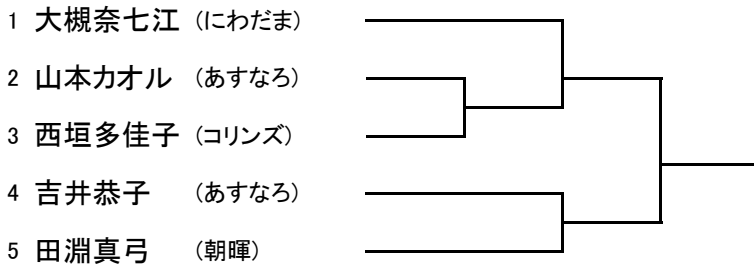 1 大槻奈七江 (にわだま)
2 山本カオル (あすなろ)
3 西垣多佳子 (コリンズ)
4 吉井恭子 (あすなろ)
5 田淵真弓 (朝暉)